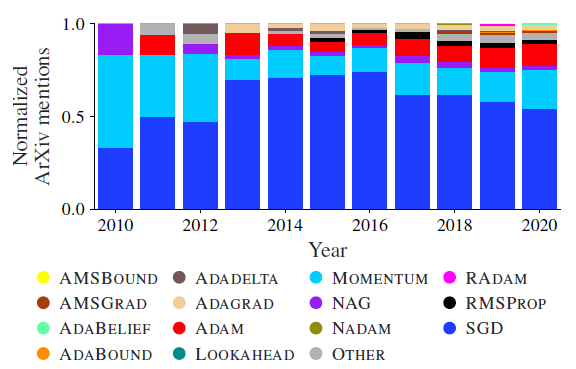 Normalized
ArXiv mentions
1.0
0.5
0.0
2010 2012 2014 2016 2018 2020
Year
AMSBOUND ADADELTA MOMENTUM RADAM
AMSGRAD ADAGRAD NAG RMSPROP
ADABELIEF ADAM NADAM SGD
ADABOUND LOOKAHEAD OTHER